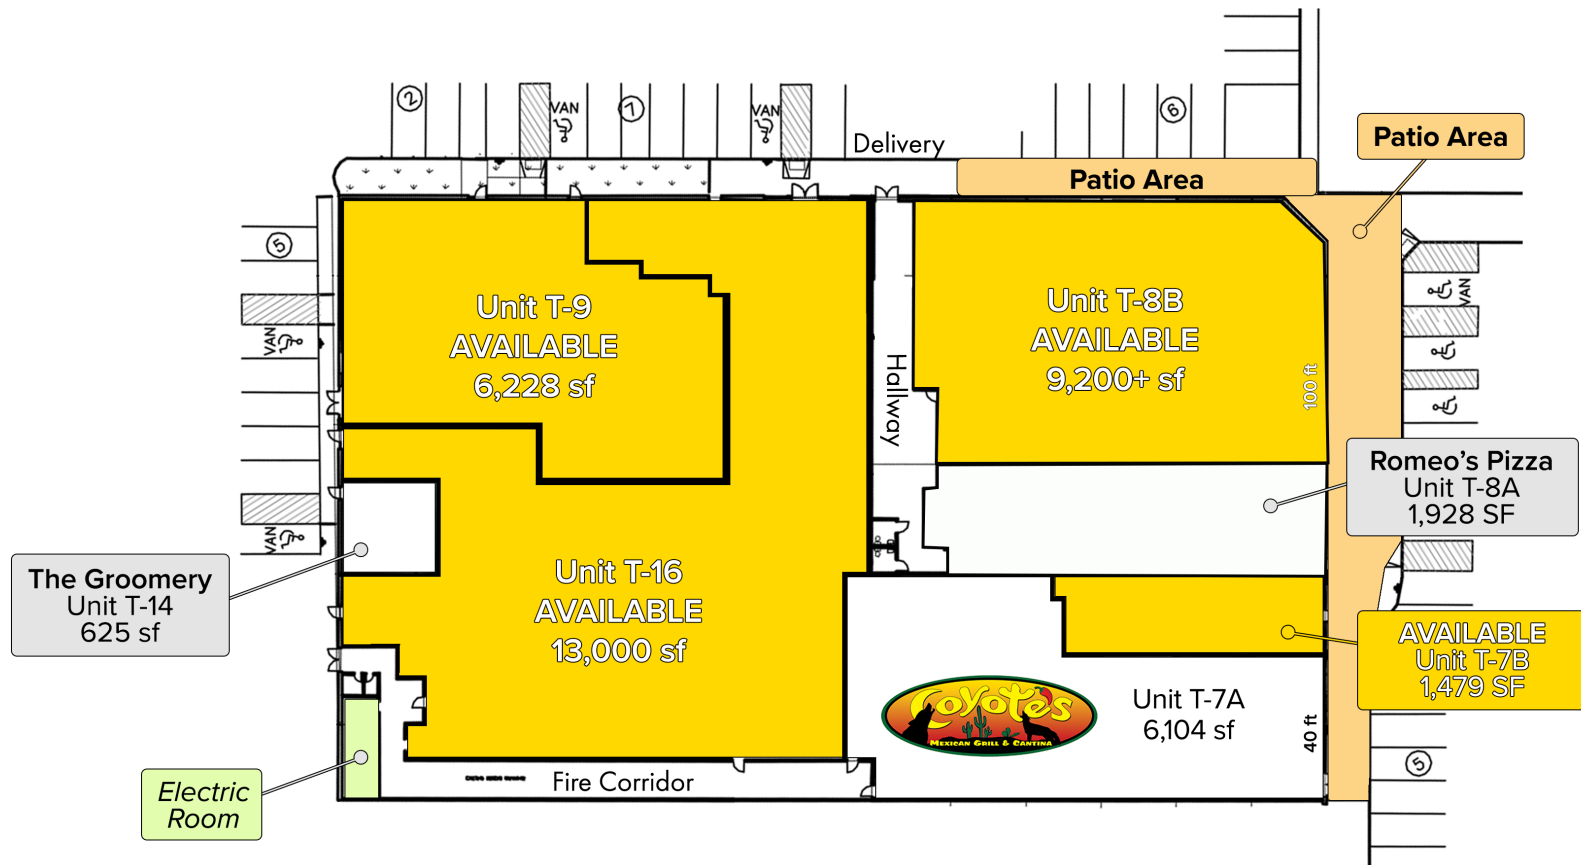 2
VAN
7
VAN
6
Delivery
Patio Area
Patio Area
5
VAN
VAN
Unit T-9
AVAILABLE
6,228 sf
Hallway
Unit T-8B
AVAILABLE
9,200+ sf
100 ft
VAN
Romeo's Pizza
Unit T-8A
1,928 SF
The Groomery
Unit T-14
625 sf
Unit T-16
AVAILABLE
13,000 sf
AVAILABLE
Unit T-7B
1,479 SF
Coyote's
MEXICAN GRILL & CANTINA
Unit T-7A
6,104 sf
40 ft
5
Electric
Room
Fire Corridor